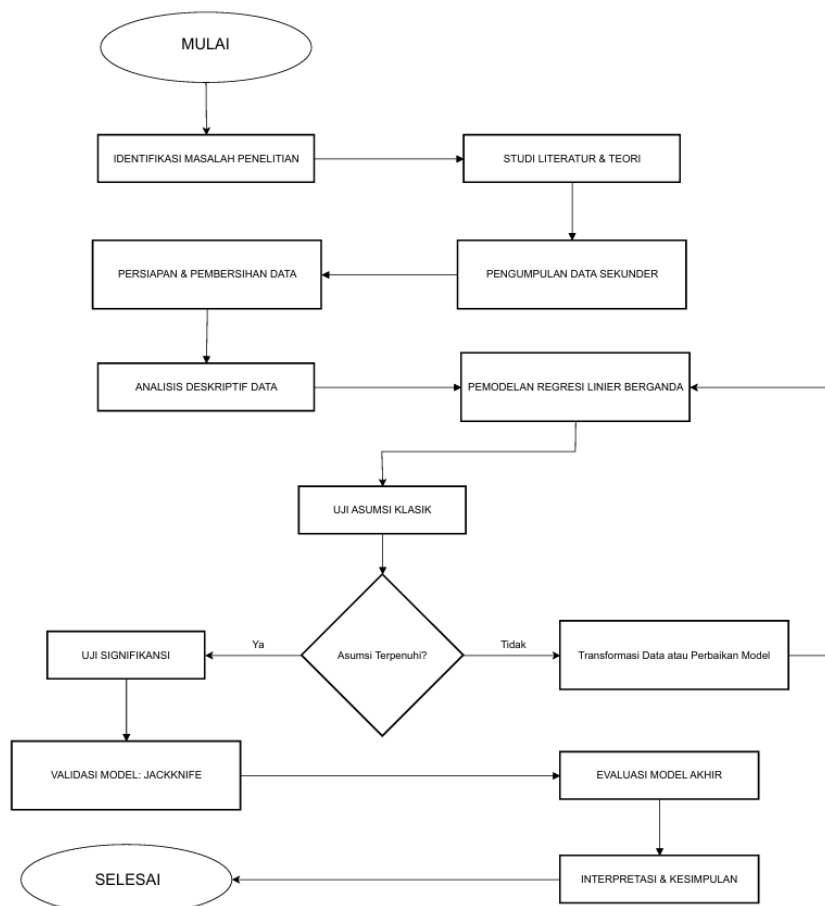 MULAI
IDENTIFIKASI MASALAH PENELITIAN
STUDI LITERATUR & TEORI
PENGUMPULAN DATA SEKUNDER
PERSIAPAN & PEMBERSIHAN DATA
ANALISIS DESKRIPTIF DATA
PEMODELAN REGRESI LINIER BERGANDA
UJI ASUMSI KLASIK
Asumsi Terpenuhi?
Ya
Tidak
UJI SIGNIFIKANSI
Transformasi Data atau Perbaikan Model
VALIDASI MODEL: JACKKNIFE
EVALUASI MODEL AKHIR
INTERPRETASI & KESIMPULAN
SELESAI